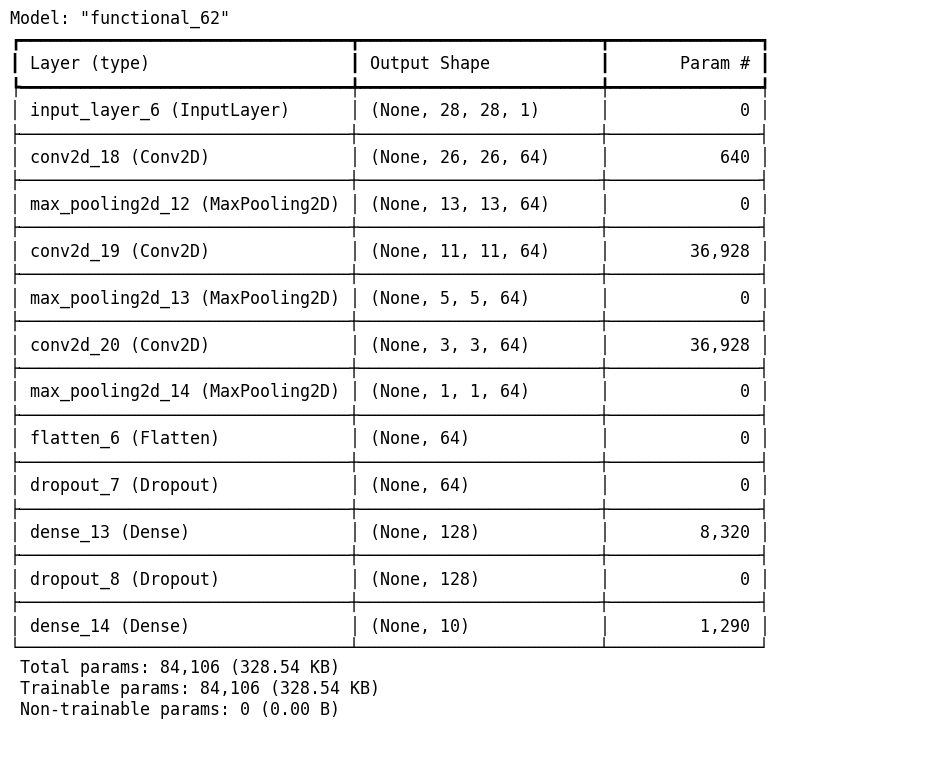 Model: "functional_62"
Layer (type) Output Shape Param #
input_layer_6 (InputLayer) (None, 28, 28, 1) 0
conv2d_18 (Conv2D) (None, 26, 26, 64) 640
max_pooling2d_12 (MaxPooling2D) (None, 13, 13, 64) 0
conv2d_19 (Conv2D) (None, 11, 11, 64) 36,928
max_pooling2d_13 (MaxPooling2D) (None, 5, 5, 64) 0
conv2d_20 (Conv2D) (None, 3, 3, 64) 36,928
max_pooling2d_14 (MaxPooling2D) (None, 1, 1, 64) 0
flatten_6 (Flatten) (None, 64) 0
dropout_7 (Dropout) (None, 64) 0
dense_13 (Dense) (None, 128) 8,320
dropout_8 (Dropout) (None, 128) 0
dense_14 (Dense) (None, 10) 1,290
Total params: 84,106 (328.54 KB)
Trainable params: 84,106 (328.54 KB)
Non-trainable params: 0 (0.00 B)